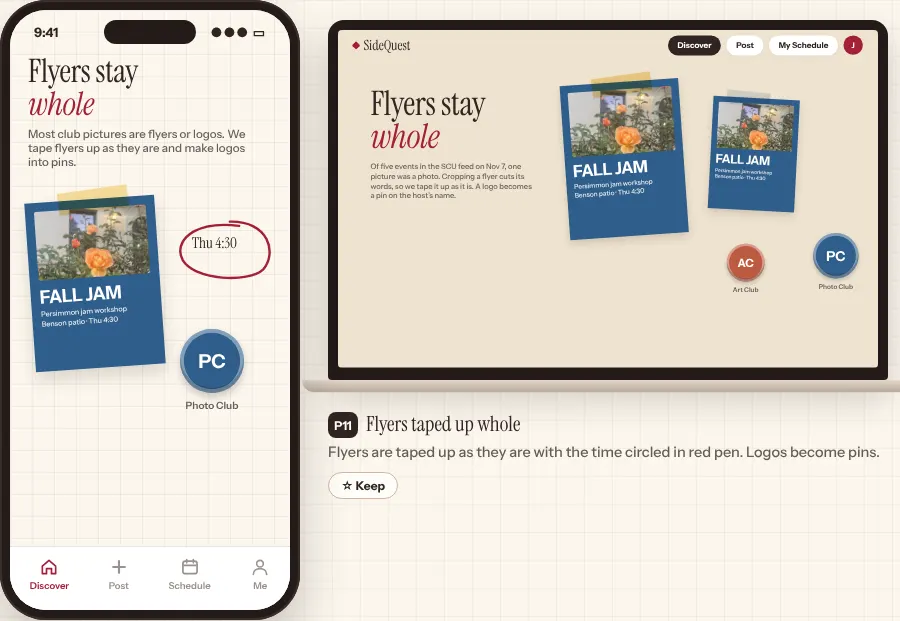 9:41
Flyers stay
whole
Most club pictures are flyers or logos. We
tape flyers up as they are and make logos
into pins.
FALL JAM
Persimmon jam workshop
Benson patio · Thu 4:30
Thu 4:30
PC
Photo Club
Discover
Post
Schedule
Me
SideQuest
Discover
Post
My Schedule
J
Flyers stay
whole
Of five events in the SCU feed on Nov 7, one
picture was a photo. Cropping a flyer cuts its
words, so we tape it up as it is. A logo becomes
a pin on the host's name.
FALL JAM
Persimmon jam workshop
Benson patio · Thu 4:30
FALL JAM
Persimmon jam workshop
Benson patio · Thu 4:30
AC
Art Club
PC
Photo Club
P11
Flyers taped up whole
Flyers are taped up as they are with the time circled in red pen. Logos become pins.
☆ Keep